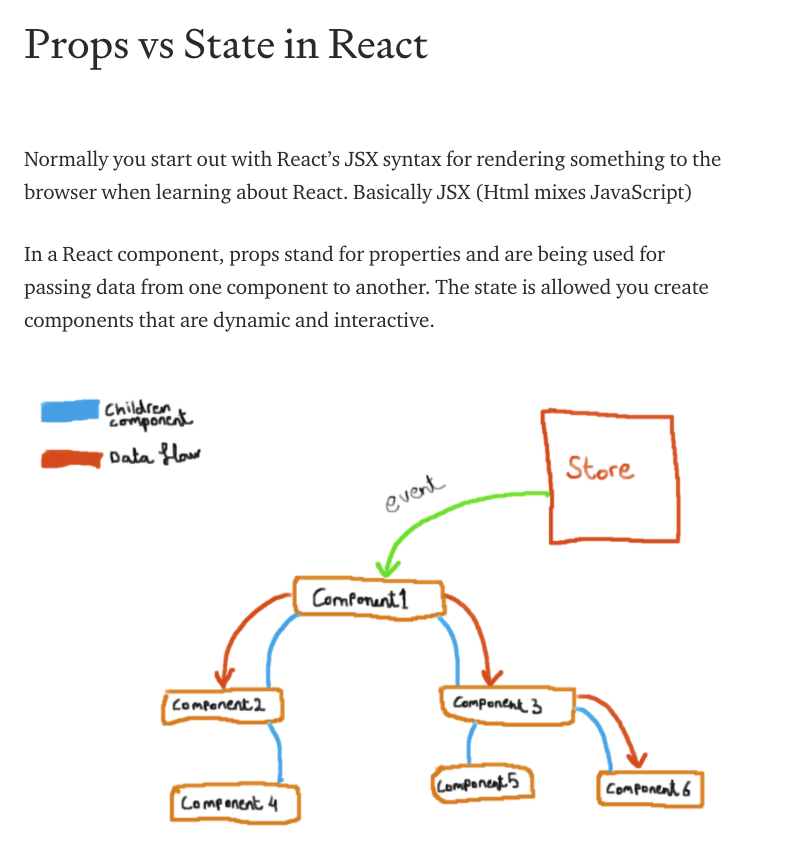 Props vs State in React
Normally you start out with React’s JSX syntax for rendering something to the
browser when learning about React. Basically JSX (Html mixes JavaScript)
In a React component, props stand for properties and are being used for
passing data from one component to another. The state is allowed you create
components that are dynamic and interactive.
Children
component
Data flow
event
Store
Component1
Component2
Component 3
Component 4
Component5
Component 6